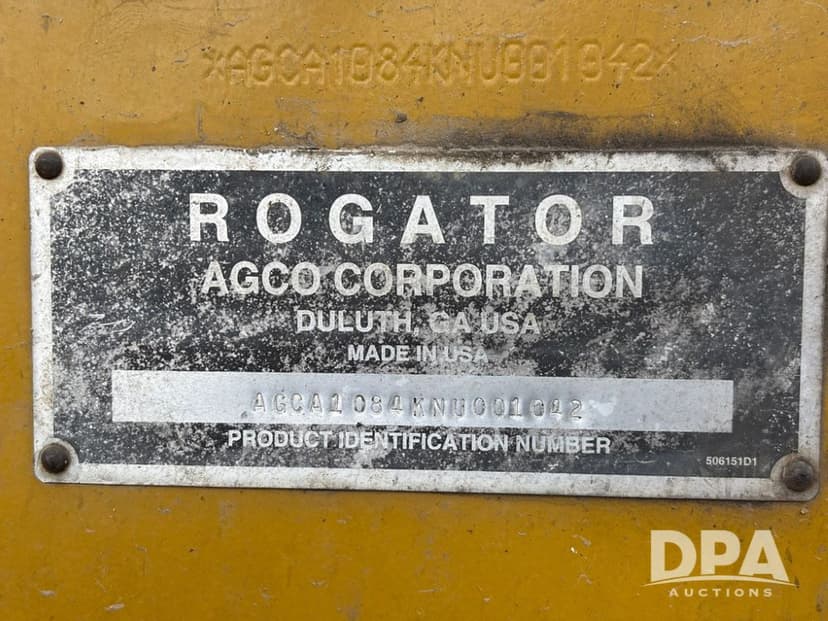 *AGCA1084KNU001042*
ROGATOR
AGCO CORPORATION
DULUTH, GA USA
MADE IN USA
AGCA1084KNU001042
PRODUCT IDENTIFICATION NUMBER
506151D1
DPA
AUCTIONS